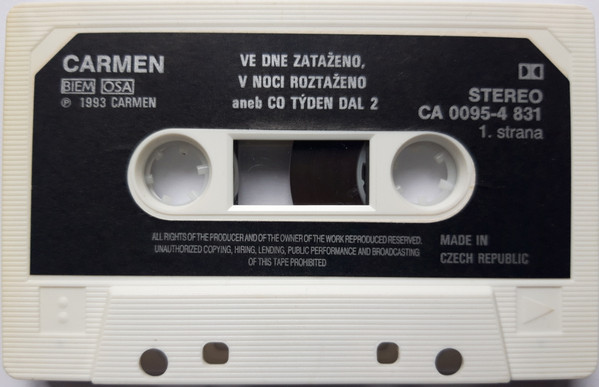 CARMEN
BIEM OSA
℗ 1993 CARMEN
VE DNE ZATAŽENO,
V NOCI ROZTAŽENO
aneb CO TÝDEN DAL 2
STEREO
CA 0095-4 831
1. strana
ALL RIGHTS OF THE PRODUCER AND OF THE OWNER OF THE WORK REPRODUCED RESERVED.
UNAUTHORIZED COPYING, HIRING, LENDING, PUBLIC PERFORMANCE AND BROADCASTING
OF THIS TAPE PROHIBITED
MADE IN
CZECH REPUBLIC